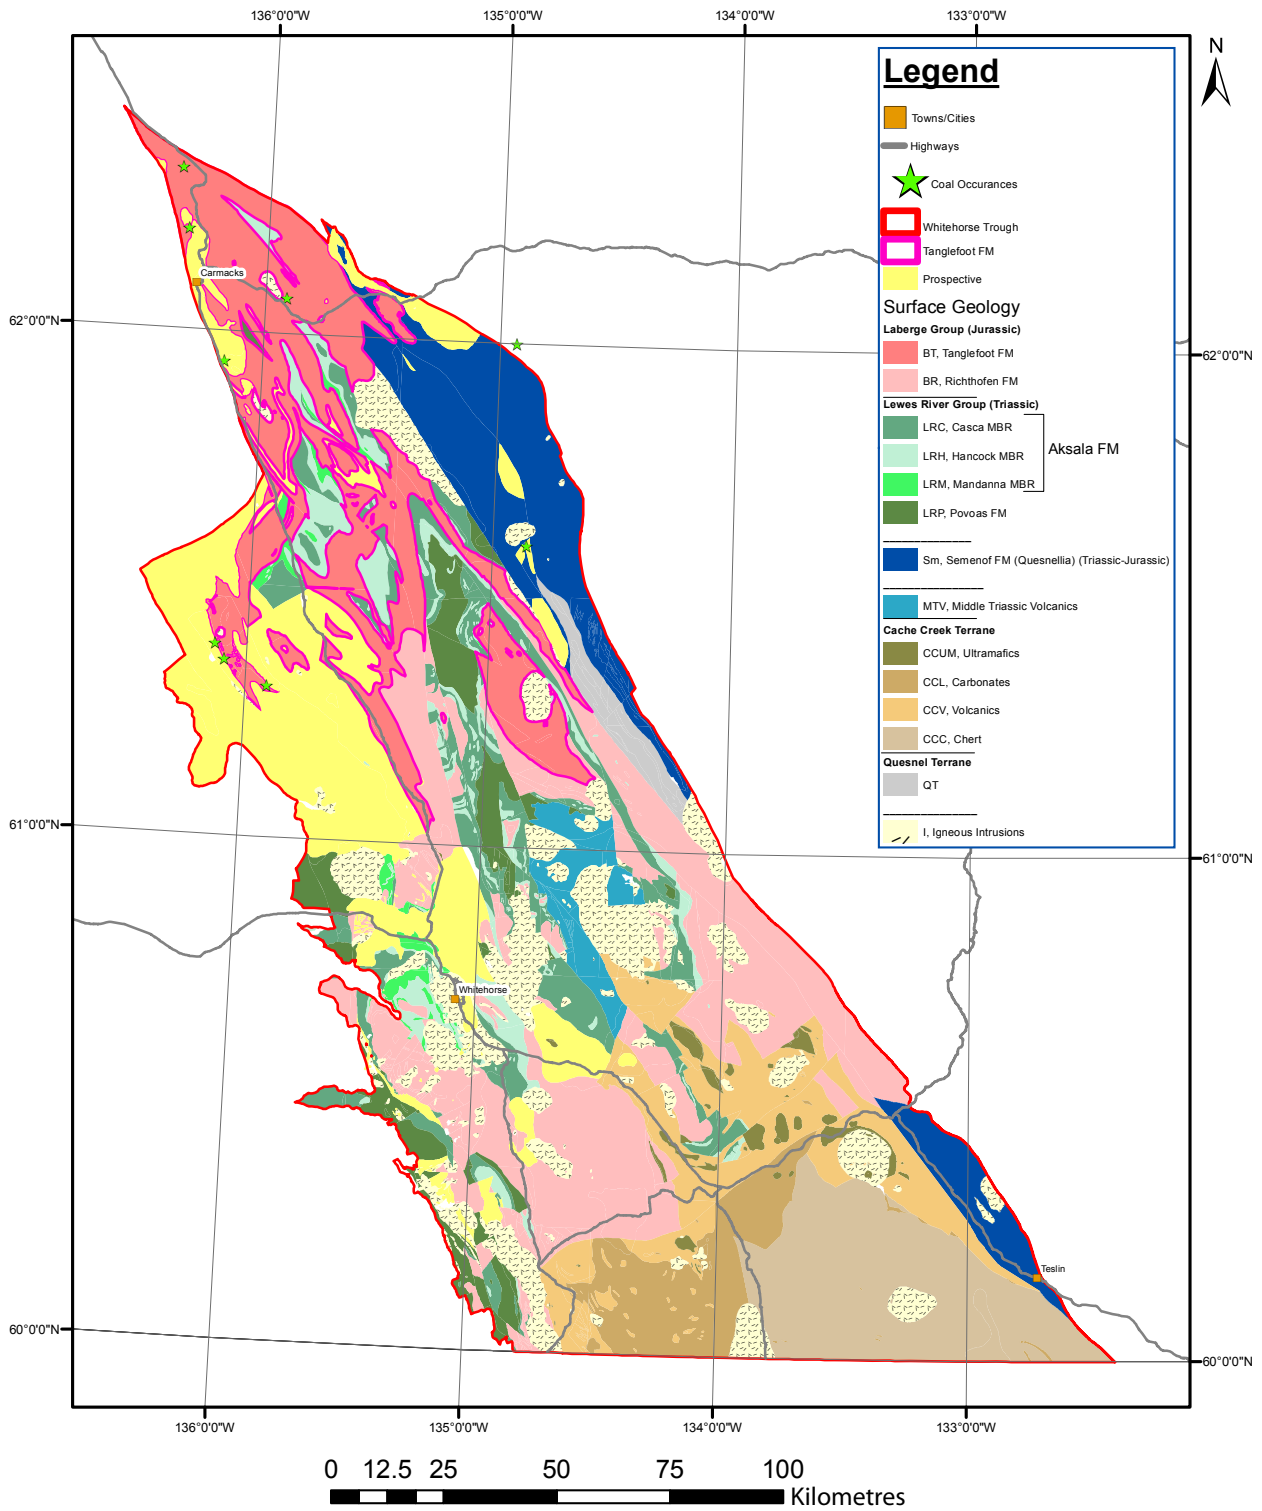 136°0'0"W 135°0'0"W 134°0'0"W 133°0'0"W
N
Legend
Towns/Cities
Highways
Coal Occurances
Whitehorse Trough
Tanglefoot FM
Prospective
Surface Geology
Laberge Group (Jurassic)
BT, Tanglefoot FM
BR, Richthofen FM
Lewes River Group (Triassic)
LRC, Casca MBR
LRH, Hancock MBR
Aksala FM
LRM, Mandanna MBR
LRP, Povoas FM
Sm, Semenof FM (Quesnellia) (Triassic-Jurassic)
MTV, Middle Triassic Volcanics
Cache Creek Terrane
CCUM, Ultramafics
CCL, Carbonates
CCV, Volcanics
CCC, Chert
Quesnel Terrane
QT
I, Igneous Intrusions
Carmacks
62°0'0"N 62°0'0"N
61°0'0"N 61°0'0"N
Whitehorse
Teslin
60°0'0"N 60°0'0"N
136°0'0"W 135°0'0"W 134°0'0"W 133°0'0"W
0 12.5 25 50 75 100
Kilometres